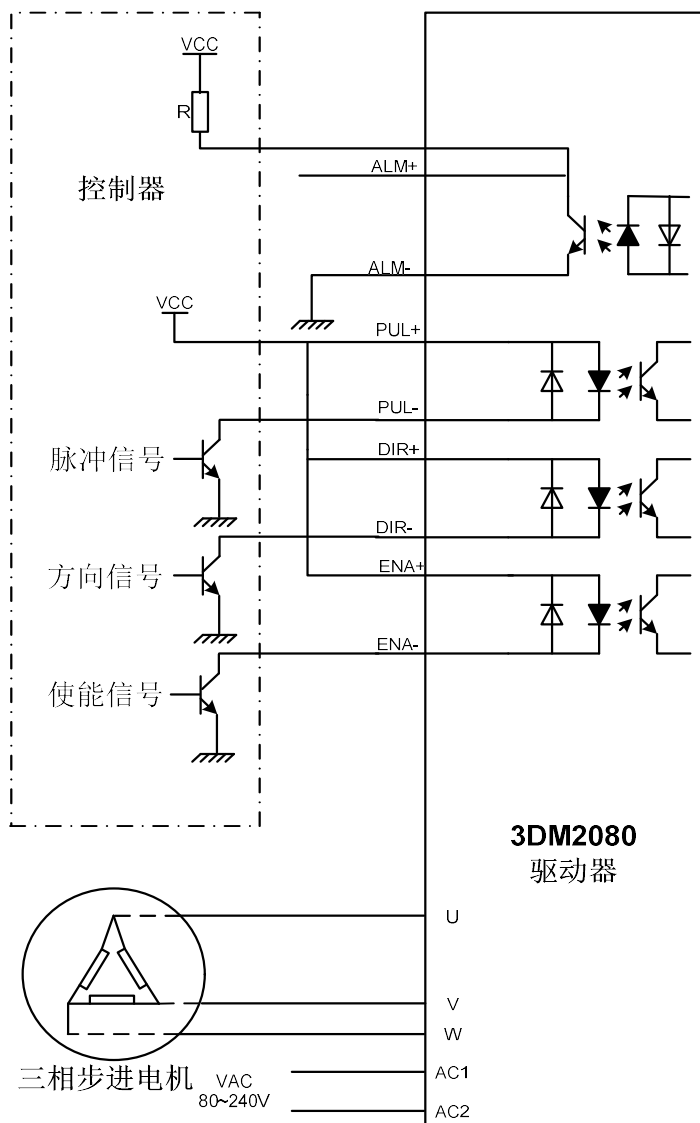 VCC
R
ALM+
控制器
ALM-
VCC
PUL+
PUL-
脉冲信号
DIR+
DIR-
方向信号
ENA+
ENA-
使能信号
3DM2080
驱动器
U
V
W
三相步进电机
VAC
80~240V
AC1
AC2